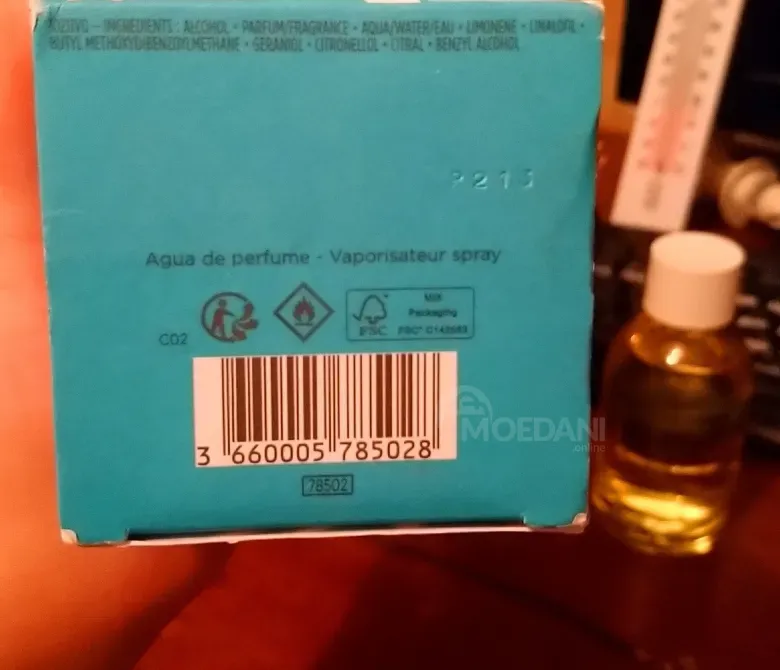 INGREDIENTS : ALCOHOL • PARFUM/FRAGRANCE • AQUA/WATER/EAU • LIMONENE • LINALOOL •
BUTYL METHOXYDIBENZOYLMETHANE • GERANIOL • CITRONELLOL • CITRAL • BENZYL ALCOHOL
Agua de perfume - Vaporisateur spray
C02
FSC
MIX
Packaging
3 660005 785028
78502
MOEDANI
.online